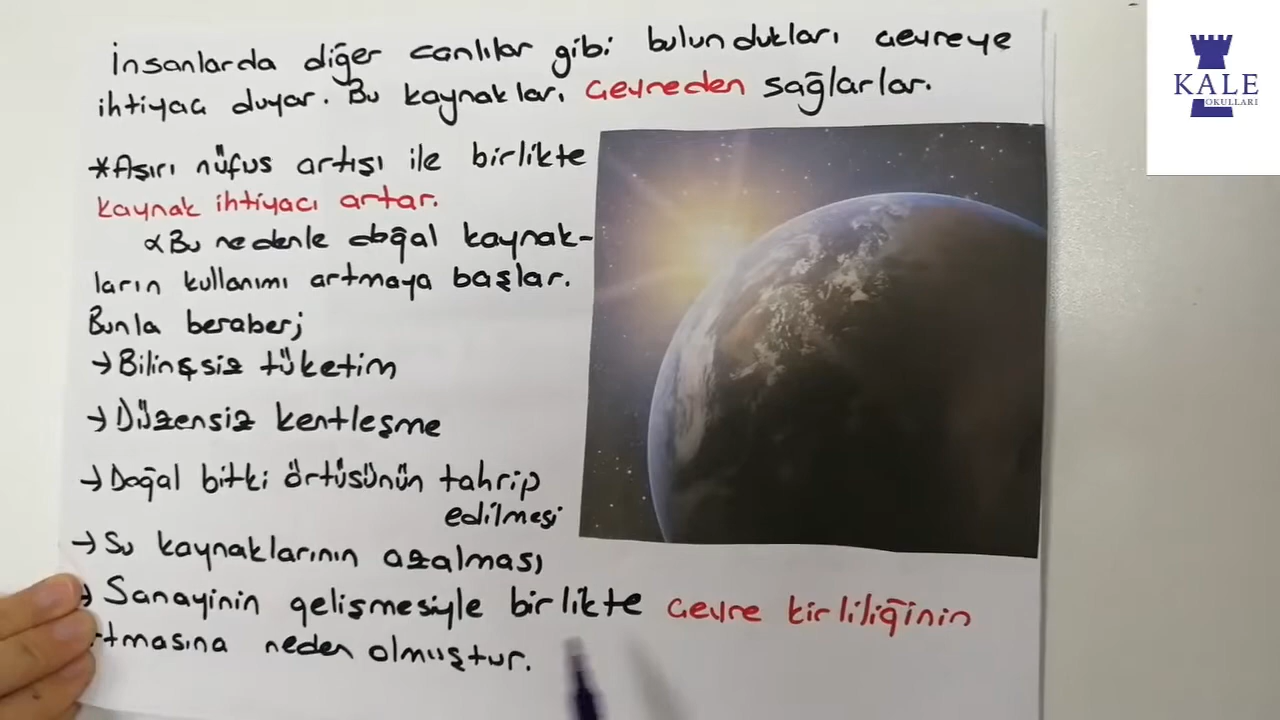 İnsanlarda diğer canlılar gibi bulundukları çevreye
ihtiyacı duyar. Bu kaynakları çevreden sağlarlar.
*Aşırı nüfus artışı ile birlikte
kaynak ihtiyacı artar.
Bu nedenle doğal kaynak-
ların kullanımı artmaya başlar.
Bunla beraber;
→ Bilinçsiz tüketim
→ Düzensiz kentleşme
→ Doğal bitki örtüsünün tahrip
edilmesi
→ Su kaynaklarının azalması
→ Sanayinin gelişmesiyle birlikte çevre kirliliğinin
rtmasına neden olmuştur.
KALE
OKULLARI